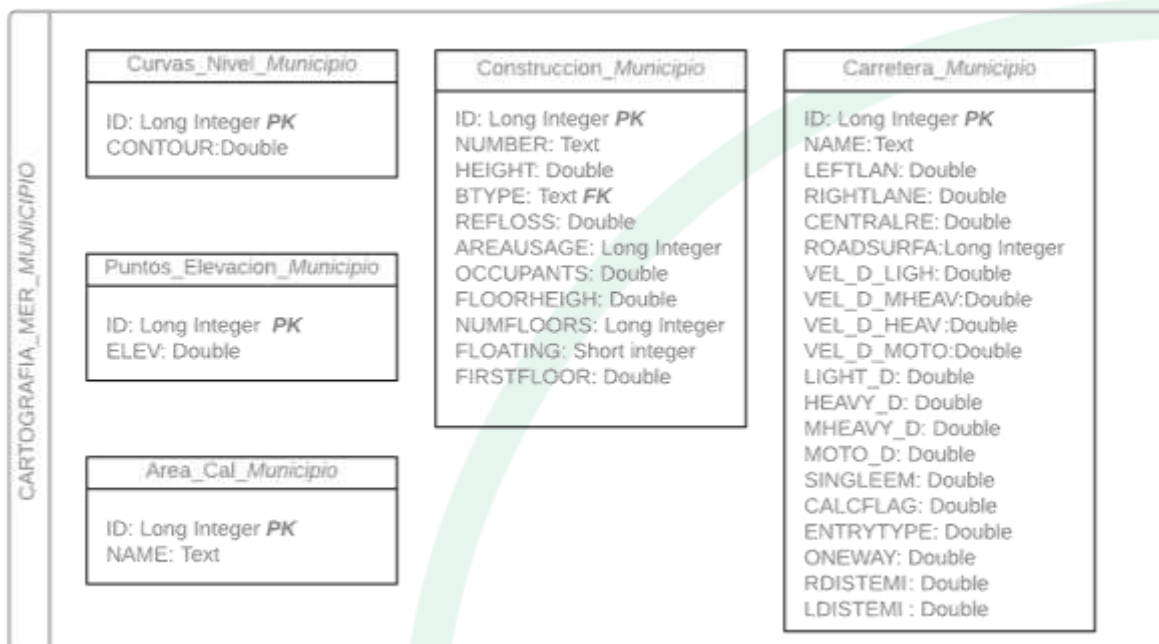 CARTOGRAFIA_MER_MUNICIPIO
Curvas_Nivel_Municipio
ID: Long Integer PK
CONTOUR:Double
Puntos_Elevacion_Municipio
ID: Long Integer PK
ELEV: Double
Area_Cal_Municipio
ID: Long Integer PK
NAME: Text
Construccion_Municipio
ID: Long Integer PK
NUMBER: Text
HEIGHT: Double
BTYPE: Text FK
REFLOSS: Double
AREAUSAGE: Long Integer
OCCUPANTS: Double
FLOORHEIGH: Double
NUMFLOORS: Long Integer
FLOATING: Short integer
FIRSTFLOOR: Double
Carretera_Municipio
ID: Long Integer PK
NAME: Text
LEFTLAN: Double
RIGHTLANE: Double
CENTRALRE: Double
ROADSURFA:Long Integer
VEL_D_LIGH: Double
VEL_D_MHEAV:Double
VEL_D_HEAV :Double
VEL_D_MOTO:Double
LIGHT_D: Double
HEAVY_D: Double
MHEAVY_D: Double
MOTO_D: Double
SINGLEEM: Double
CALCFLAG: Double
ENTRYTYPE: Double
ONEWAY: Double
RDISTEMI: Double
LDISTEMI : Double